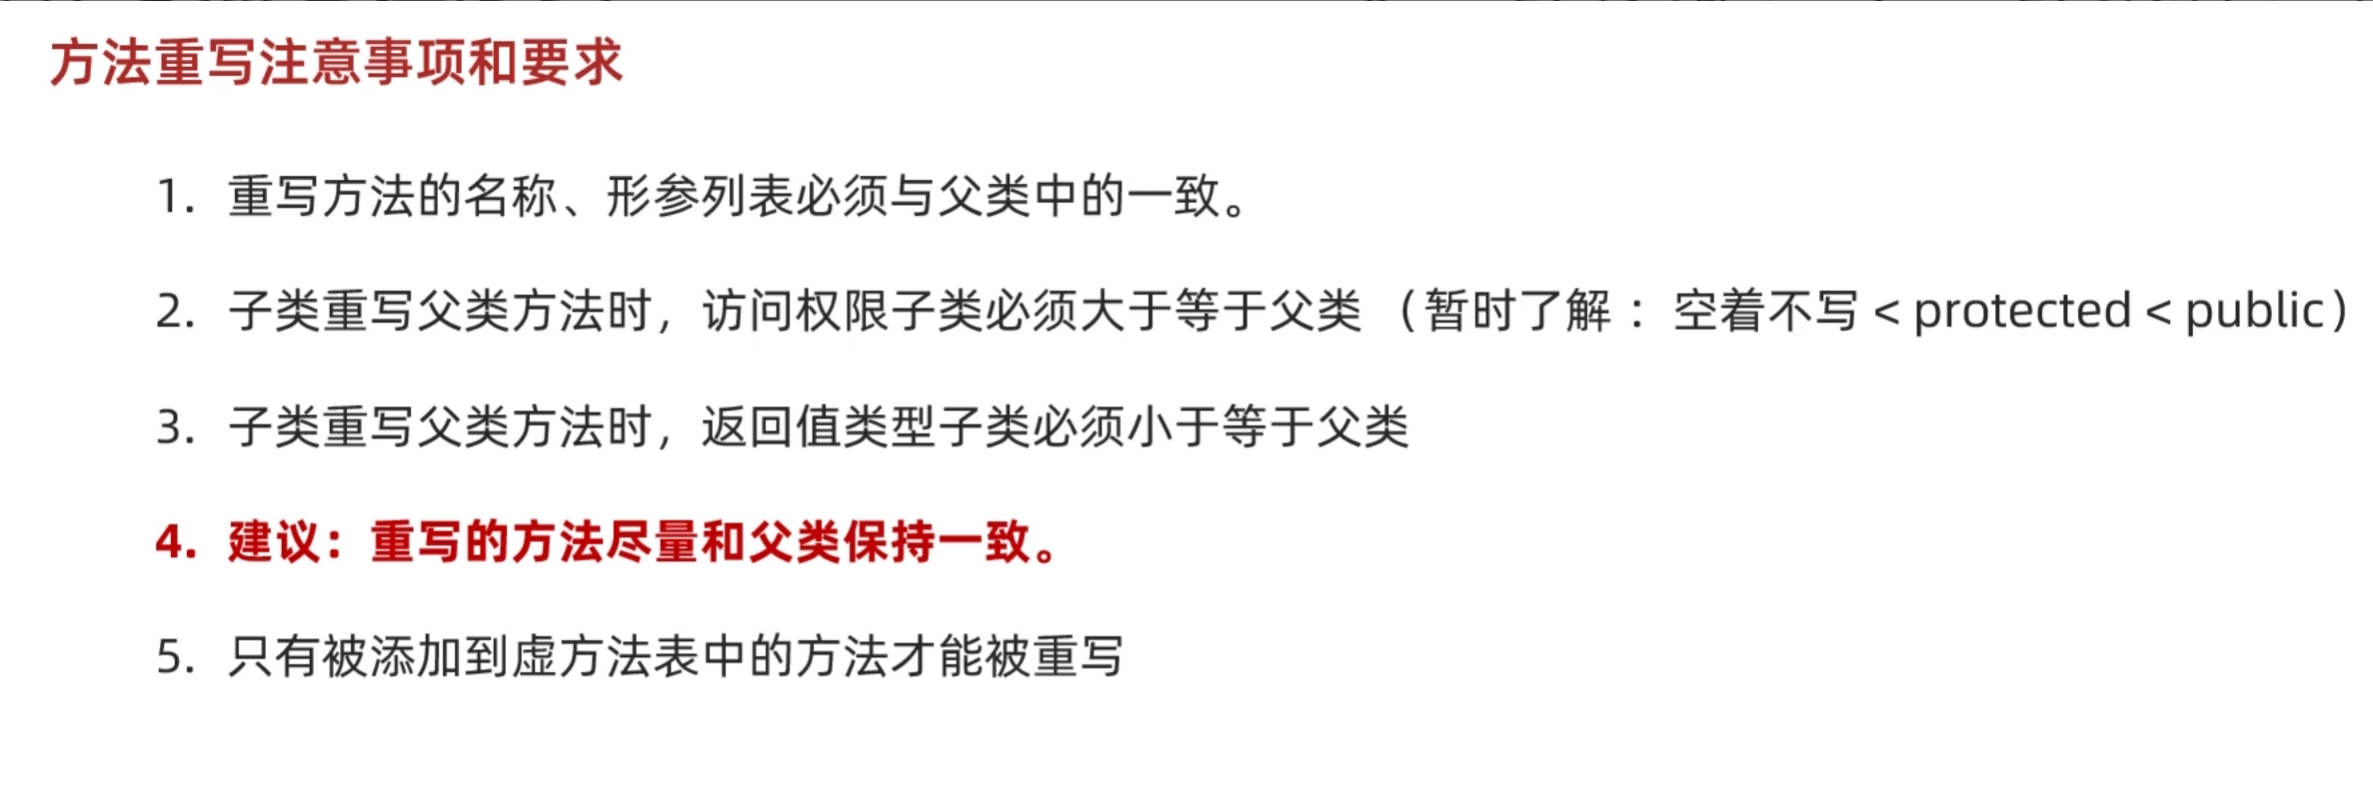 方法重写注意事项和要求
1. 重写方法的名称、形参列表必须与父类中的一致。
2. 子类重写父类方法时，访问权限子类必须大于等于父类 （暂时了解 ：空着不写 < protected < public）
3. 子类重写父类方法时，返回值类型子类必须小于等于父类
4. 建议：重写的方法尽量和父类保持一致。
5. 只有被添加到虚方法表中的方法才能被重写